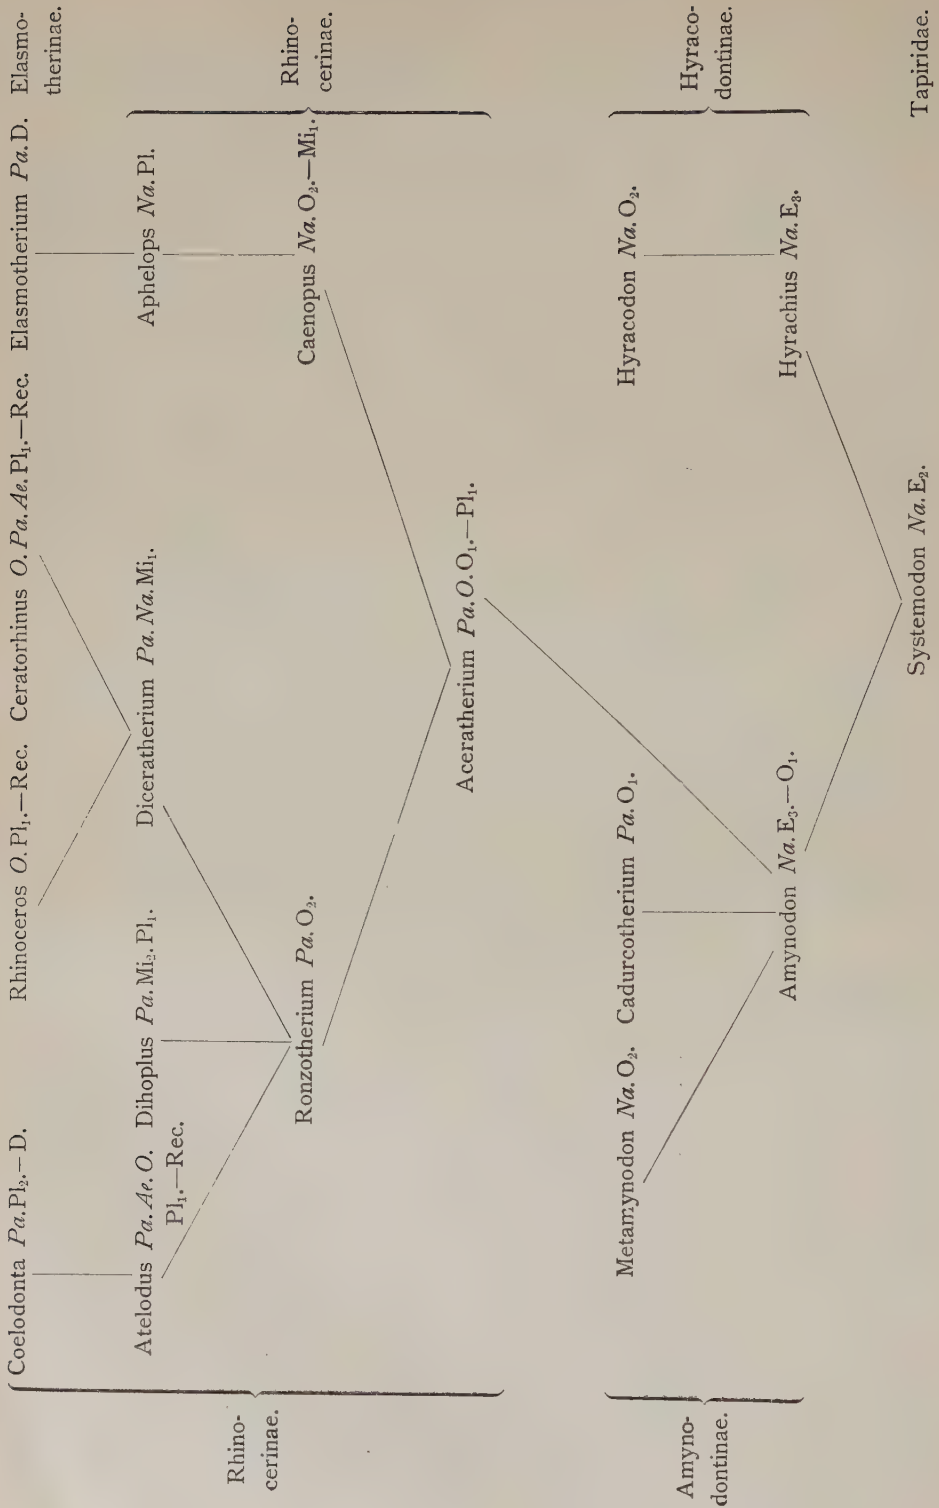 Coelodonta Pa.Pl₂.—D. Rhinoceros O.Pl₁.—Rec. Ceratorhinus O.Pa.Ae.Pl₁.—Rec. Elasmotherium Pa.D. Elasmo-
therinae.
Atelodus Pa.Ae.O. Dihoplus Pa.Mi₂.Pl₁. Diceratherium Pa.Na.Mi₁. Aphelops Na.Pl.
Pl₁.—Rec.
Rhino-
cerinae.
Rhino-
cerinae.
Ronzotherium Pa.O₂. Caenopus Na.O₂.—Mi₁.
Aceratherium Pa.O.O₁.—Pl₁.
Metamynodon Na.O₂. Cadurcotherium Pa.O₁. Hyracodon Na.O₂.
Amyno-
dontinae.
Hyraco-
dontinae.
Amynodon Na.E₃.—O₁. Hyrachius Na.E₃.
Systemodon Na.E₂. Tapiridae.